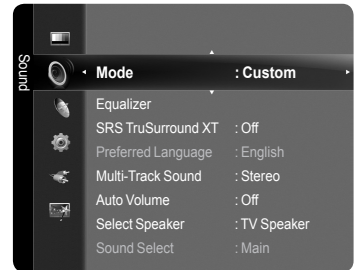 Sound
Mode : Custom
Equalizer
SRS TruSurround XT : Off
Preferred Language : English
Multi-Track Sound : Stereo
Auto Volume : Off
Select Speaker : TV Speaker
Sound Select : Main